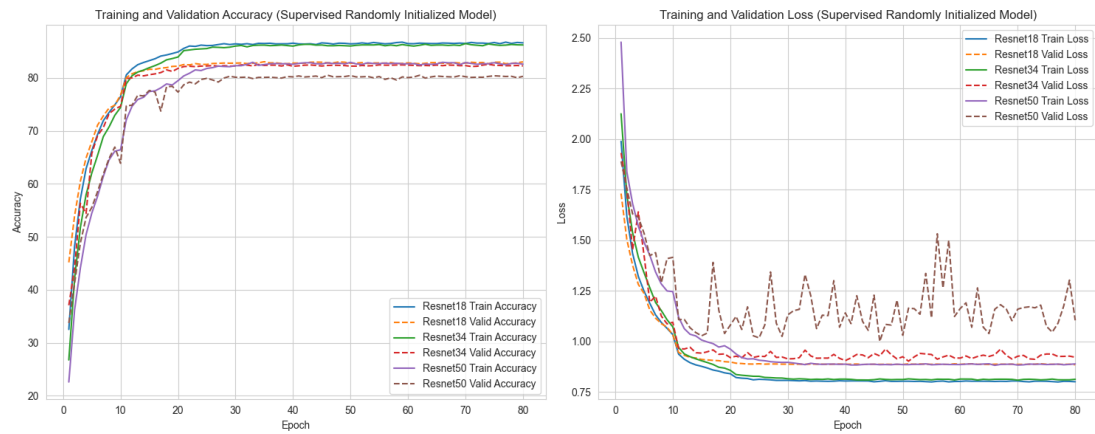 Training and Validation Accuracy (Supervised Randomly Initialized Model)
80
70
60
50
40
30
20
Accuracy
0
10
20
30
40
50
60
70
80
Epoch
Resnet18 Train Accuracy
Resnet18 Valid Accuracy
Resnet34 Train Accuracy
Resnet34 Valid Accuracy
Resnet50 Train Accuracy
Resnet50 Valid Accuracy
Training and Validation Loss (Supervised Randomly Initialized Model)
2.50
2.25
2.00
1.75
1.50
1.25
1.00
0.75
Loss
0
10
20
30
40
50
60
70
80
Epoch
Resnet18 Train Loss
Resnet18 Valid Loss
Resnet34 Train Loss
Resnet34 Valid Loss
Resnet50 Train Loss
Resnet50 Valid Loss